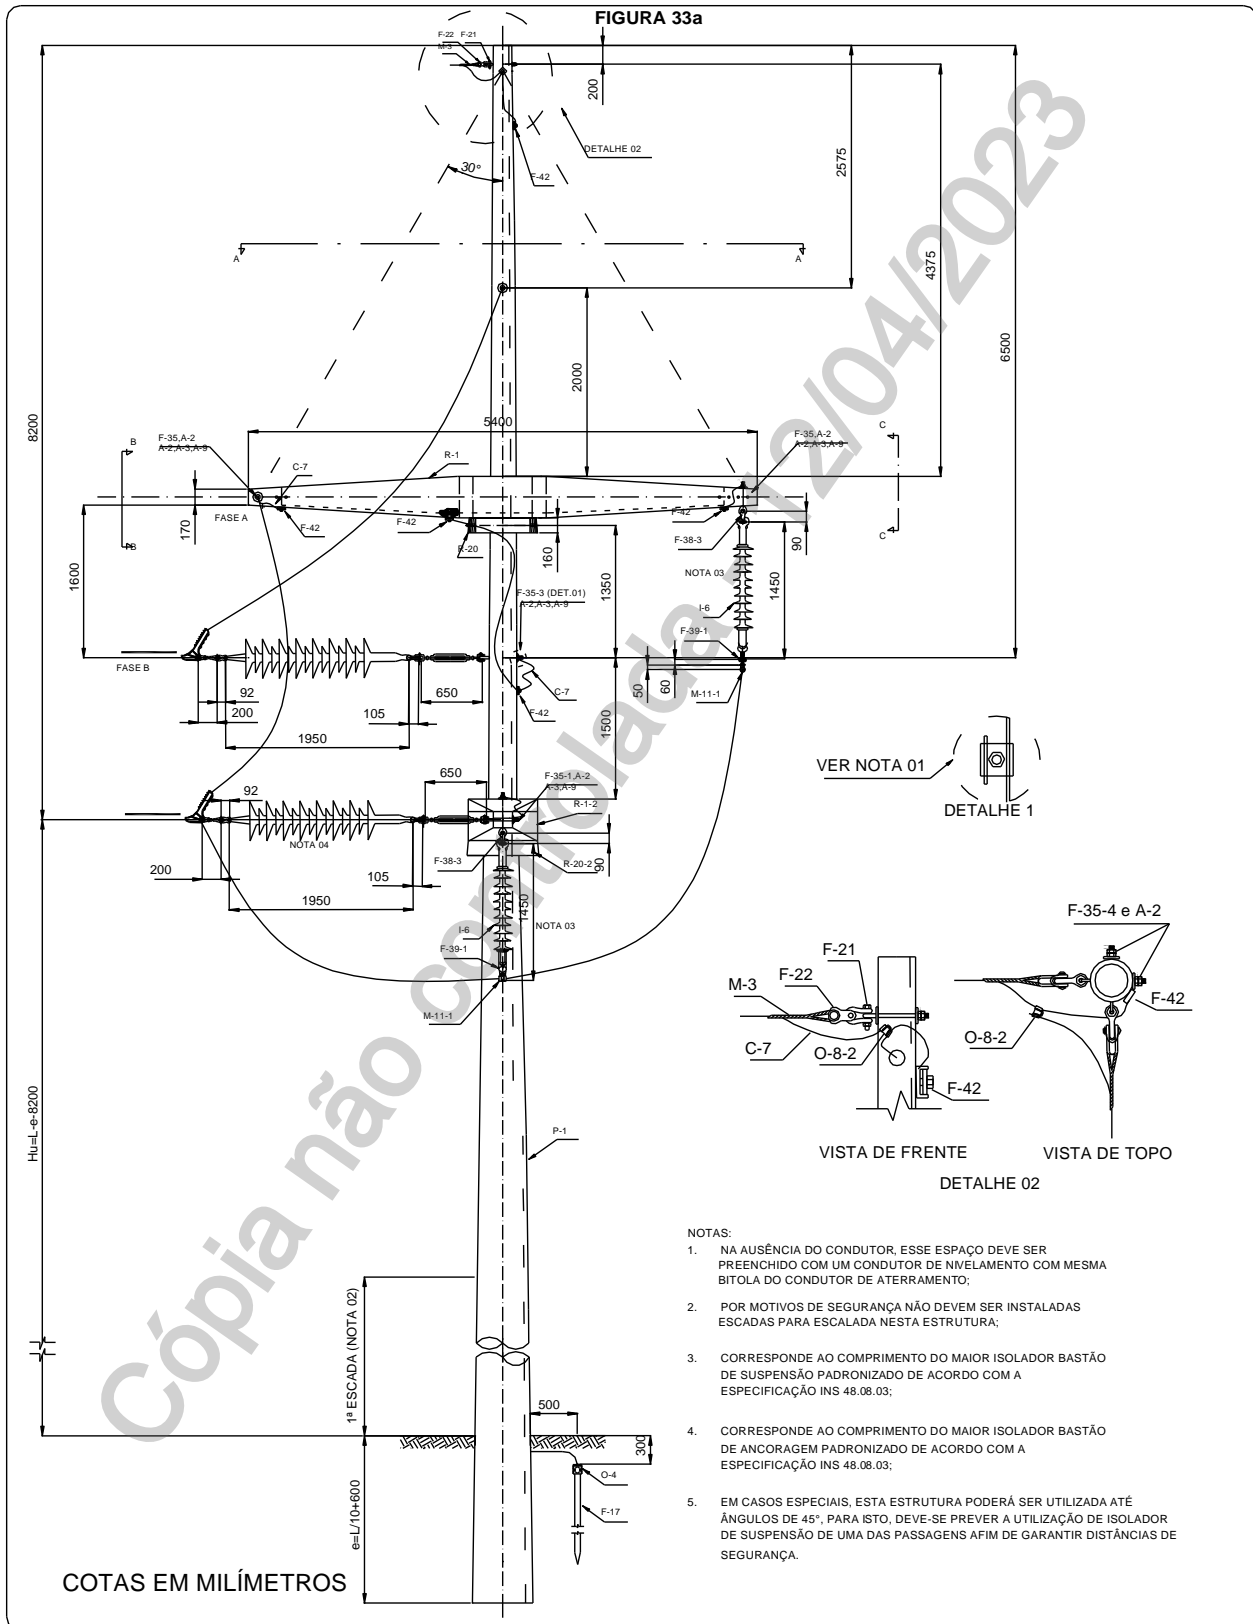 FIGURA 33a
F-22 F-21
M-3
200
DETALHE 02
F-42
30°
2575
4375
6500
A
A
8200
2000
5400
F-35,A-2
A-2,A-3,A-9
C-7
R-1
F-35,A-2
A-2,A-3,A-9
B
C
FASE A
170
F-42
F-42
R-20
160
F-42
F-38-3
90
C
B
1600
1350
NOTA 03
1450
I-6
F-35-3 (DET.01)
A-2,A-3,A-9
F-39-1
FASE B
92
650
C-7
50
60
M-11-1
200
105
F-42
1500
1950
VER NOTA 01
DETALHE 1
92
650
F-35-1,A-2
A-3,A-9
R-1-2
NOTA 04
F-38-3
R-20-2
90
200
105
1950
1450
I-6
NOTA 03
F-39-1
M-11-1
F-35-4 e A-2
F-21
F-22
M-3
F-42
O-8-2
C-7
O-8-2
F-42
VISTA DE FRENTE
VISTA DE TOPO
DETALHE 02
P-1
Hu=L-e-8200
1ª ESCADA (NOTA 02)
500
300
O-4
F-17
e=L/10+600
COTAS EM MILÍMETROS
NOTAS:
1. NA AUSÊNCIA DO CONDUTOR, ESSE ESPAÇO DEVE SER
PREENCHIDO COM UM CONDUTOR DE NIVELAMENTO COM MESMA
BITOLA DO CONDUTOR DE ATERRAMENTO;
2. POR MOTIVOS DE SEGURANÇA NÃO DEVEM SER INSTALADAS
ESCADAS PARA ESCALADA NESTA ESTRUTURA;
3. CORRESPONDE AO COMPRIMENTO DO MAIOR ISOLADOR BASTÃO
DE SUSPENSÃO PADRONIZADO DE ACORDO COM A
ESPECIFICAÇÃO INS 48.08.03;
4. CORRESPONDE AO COMPRIMENTO DO MAIOR ISOLADOR BASTÃO
DE ANCORAGEM PADRONIZADO DE ACORDO COM A
ESPECIFICAÇÃO INS 48.08.03;
5. EM CASOS ESPECIAIS, ESTA ESTRUTURA PODERÁ SER UTILIZADA ATÉ
ÂNGULOS DE 45°, PARA ISTO, DEVE-SE PREVER A UTILIZAÇÃO DE ISOLADOR
DE SUSPENSÃO DE UMA DAS PASSAGENS AFIM DE GARANTIR DISTÂNCIAS DE
SEGURANÇA.
Cópia não controlada 12/04/2023